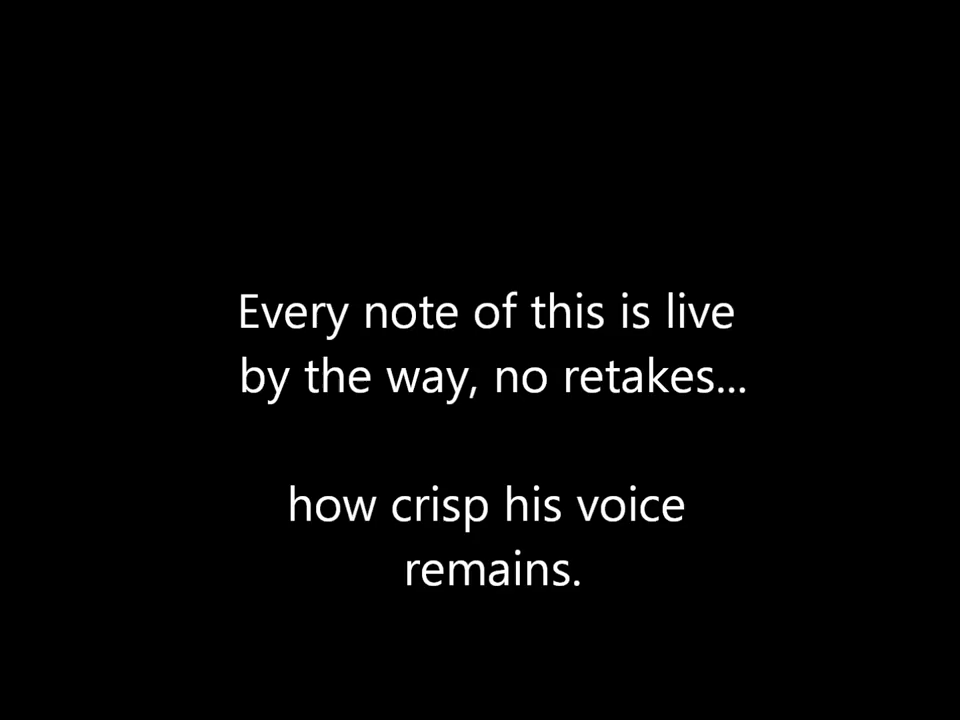 Every note of this is live
by the way, no retakes...
how crisp his voice
remains.